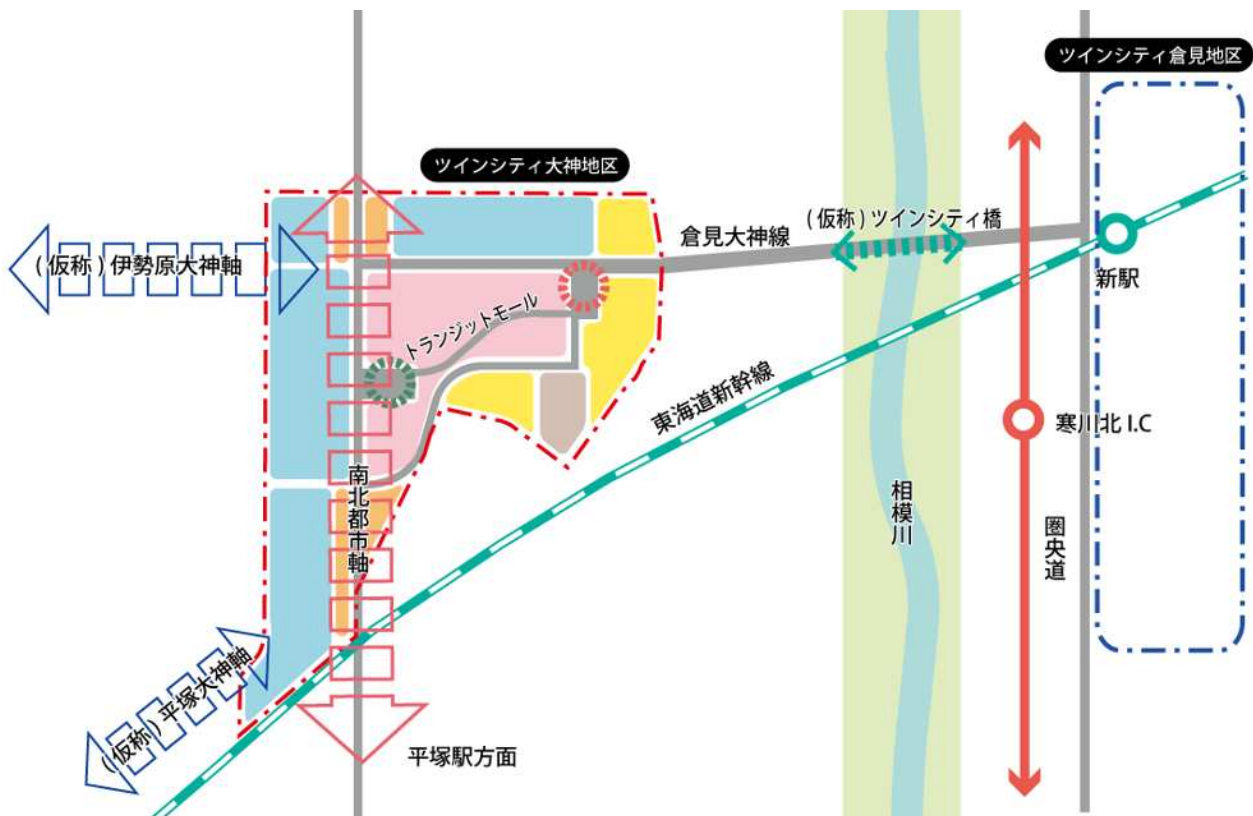 ツインシティ倉見地区
ツインシティ大神地区
(仮称)ツインシティ橋
倉見大神線
(仮称)伊勢原大神軸
新駅
トランジットモール
東海道新幹線
寒川北I.C
南北都市軸
相模川
圏央道
(仮称)平塚大神軸
平塚駅方面